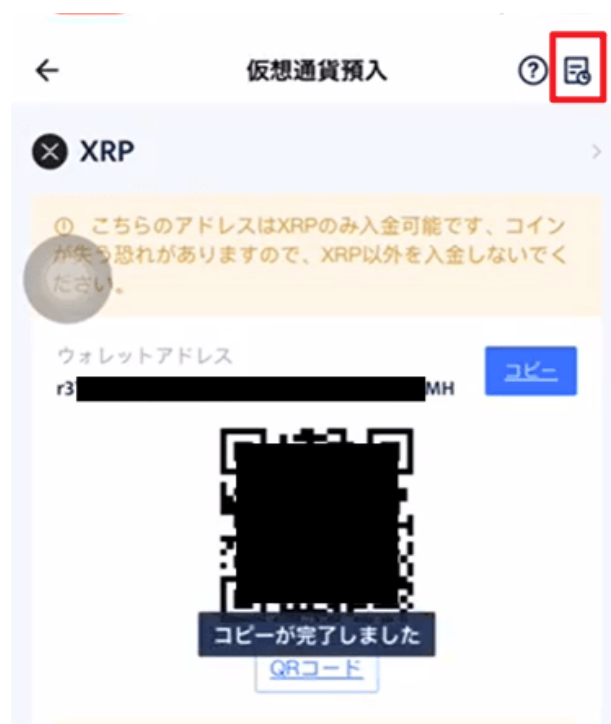 仮想通貨預入
XRP
こちらのアドレスはXRPのみ入金可能です、コイン
が失う恐れがありますので、XRP以外を入金しないでく
ださい。
ウォレットアドレス
コピー
r3
MH
コピーが完了しました
QRコード